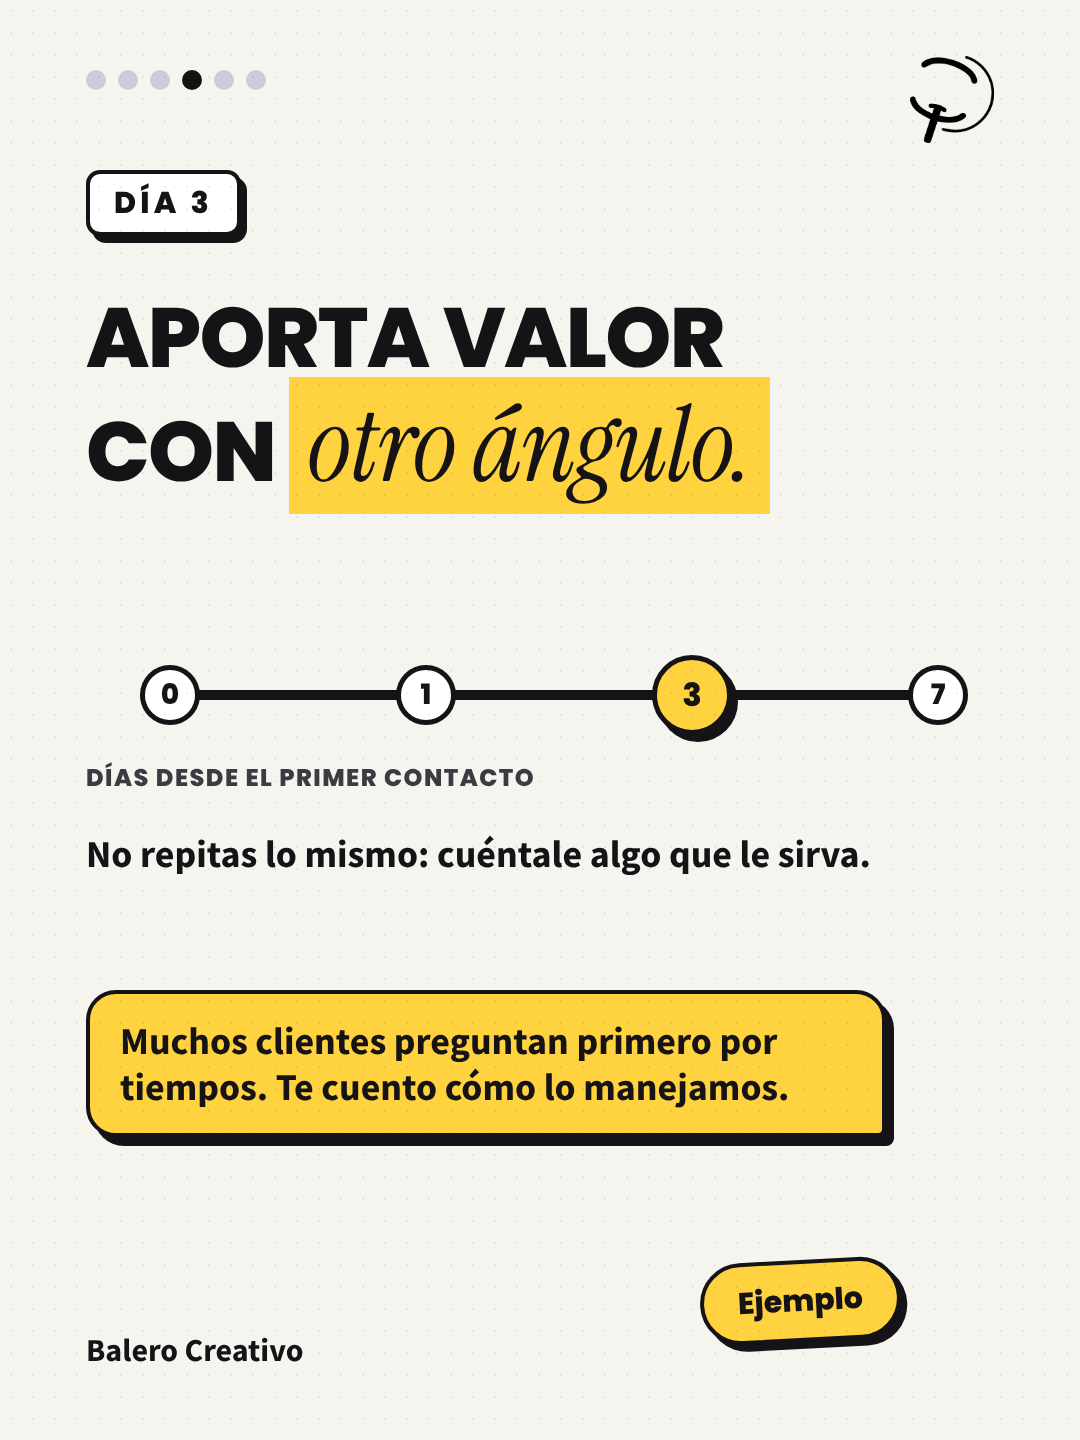 DÍA 3
APORTA VALOR
CON otro ángulo.
0 1 3 7
DÍAS DESDE EL PRIMER CONTACTO
No repitas lo mismo: cuéntale algo que le sirva.
Muchos clientes preguntan primero por
tiempos. Te cuento cómo lo manejamos.
Ejemplo
Balero Creativo